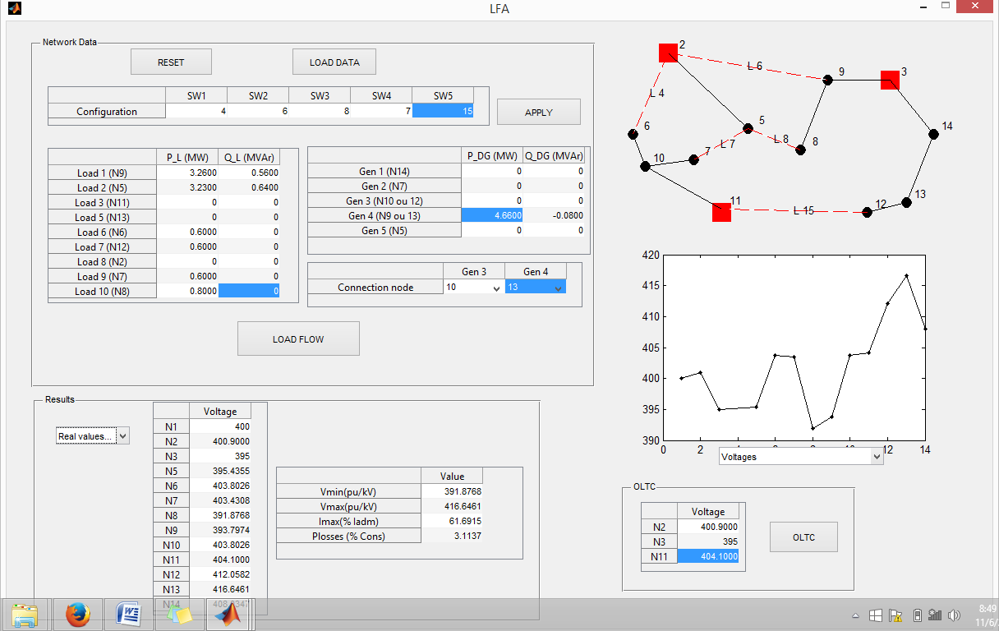 LFA
Network Data
RESET
LOAD DATA
SW1 SW2 SW3 SW4 SW5
Configuration 4 6 8 7 15
APPLY
P_L (MW) Q_L (MVAr)
Load 1 (N9) 3.2600 0.5600
Load 2 (N5) 3.2300 0.6400
Load 3 (N11) 0 0
Load 5 (N13) 0 0
Load 6 (N6) 0.6000 0
Load 7 (N12) 0.6000 0
Load 8 (N2) 0 0
Load 9 (N7) 0.6000 0
Load 10 (N8) 0.8000 0
P_DG (MW) Q_DG (MVAr)
Gen 1 (N14) 0 0
Gen 2 (N7) 0 0
Gen 3 (N10 ou 12) 0 0
Gen 4 (N9 ou 13) 4.6600 -0.0800
Gen 5 (N5) 0 0
Gen 3 Gen 4
Connection node 10 13
LOAD FLOW
2
L 6
9
3
L 4
6
5
14
L 7
L 8
8
7
10
11
L 15
12
13
420
415
410
405
400
395
390
0 2 4 6 8 10 12 14
Voltages
Results
Real values...
Voltage
N1 400
N2 400.9000
N3 395
N5 395.4355
N6 403.8026
N7 403.4308
N8 391.8768
N9 393.7974
N10 403.8026
N11 404.1000
N12 412.0582
N13 416.6461
N14
Value
Vmin(pu/kV) 391.8768
Vmax(pu/kV) 416.6461
Imax(% Iadm) 61.6915
Plosses (% Cons) 3.1137
OLTC
Voltage
N2 400.9000
N3 395
N11 404.1000
OLTC
8:49
11/6/